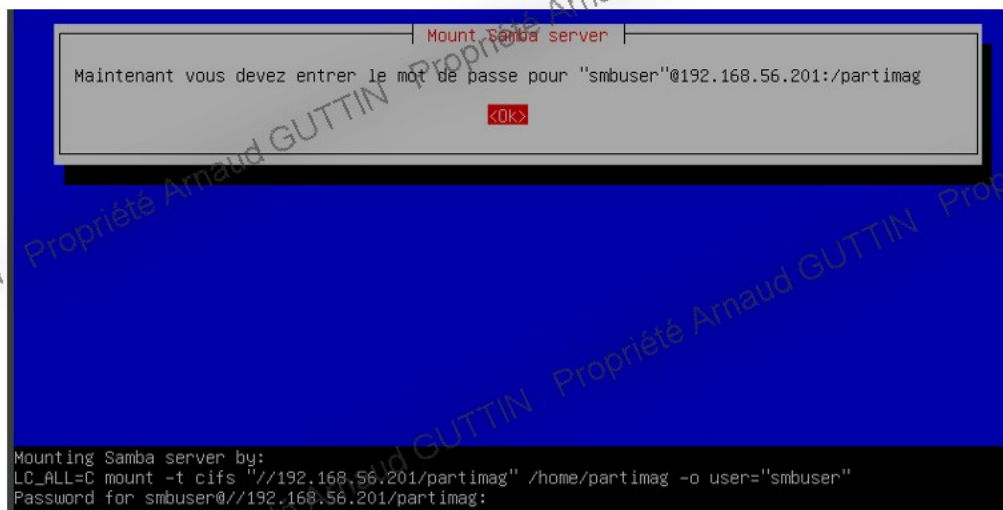 Mount Samba server
Maintenant vous devez entrer le mot de passe pour "smbuser"@192.168.56.201:/partimag
<Ok>
Mounting Samba server by:
LC_ALL=C mount -t cifs "//192.168.56.201/partimag" /home/partimag -o user="smbuser"
Password for smbuser@//192.168.56.201/partimag:
Propriété Arnaud GUTTIN Propriété Arnaud
Propriété Arnaud GUTTIN Propriété Arnaud GUTTIN